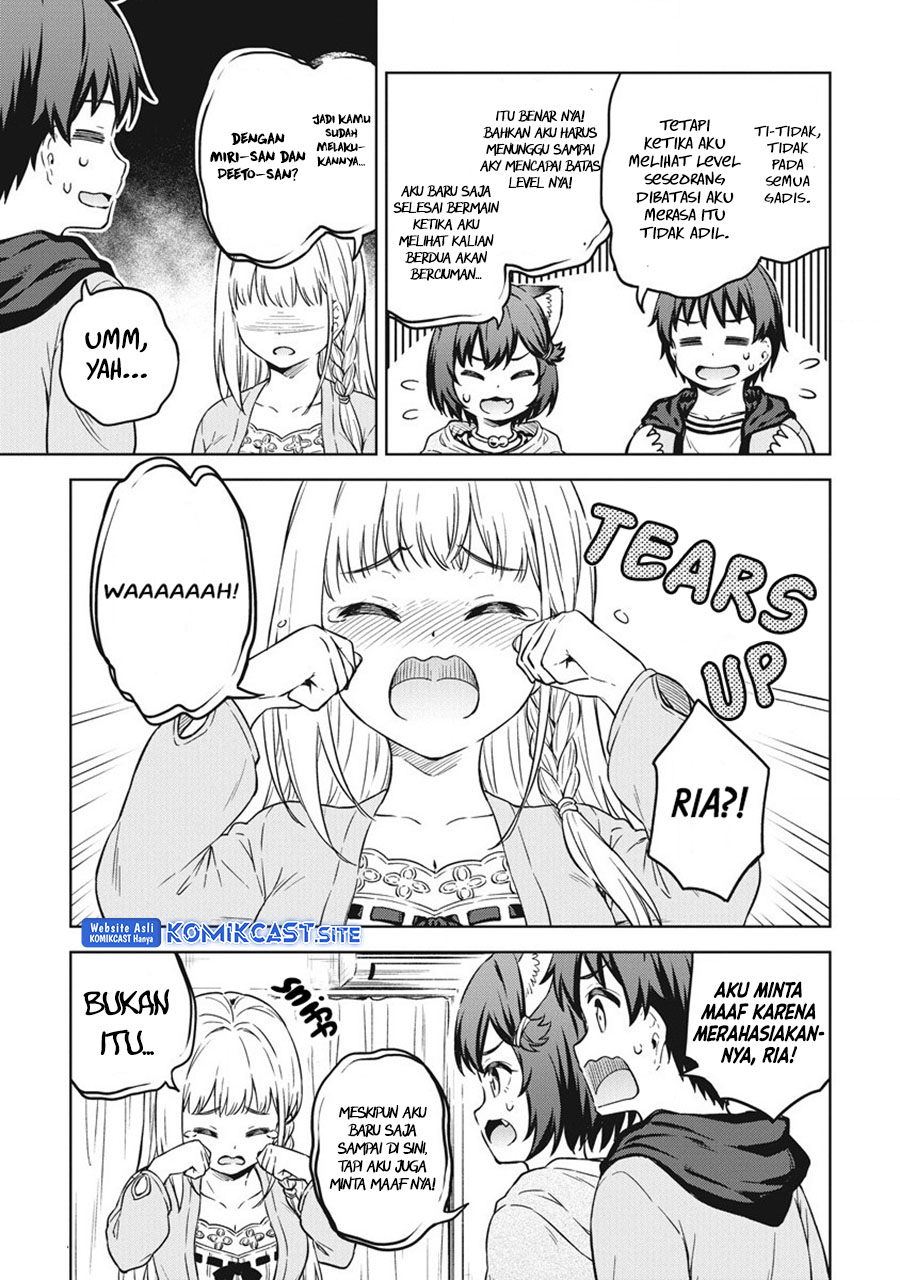 TI-TIDAK,
TIDAK
PADA
SEMUA
GADIS.
TETAPI
KETIKA AKU
MELIHAT LEVEL
SESEORANG
DIBATASI AKU
MERASA ITU
TIDAK ADIL.
ITU BENAR NYA!
BAHKAN AKU HARUS
MENUNGGU SAMPAI
AKY MENCAPAI BATAS
LEVEL NYA!
AKU BARU SAJA
SELESAI BERMAIN
KETIKA AKU
MELIHAT KALIAN
BERDUA AKAN
BERCIUMAN...
JADI KAMU
SUDAH
MELAKU-
KANNYA...
DENGAN
MIRI-SAN DAN
DEETO-SAN?
UMM,
YAH...
TEARS
UP
WAAAAAAH!
RIA?!
Website Asli
KOMIKCAST Hanya
KOMIKCAST.SITE
AKU MINTA
MAAF KARENA
MERAHASIAKAN-
NYA, RIA!
MESKIPUN AKU
BARU SAJA
SAMPAI DI SINI,
TAPI AKU JUGA
MINTA MAAF NYA!
sniff
BUKAN
ITU...